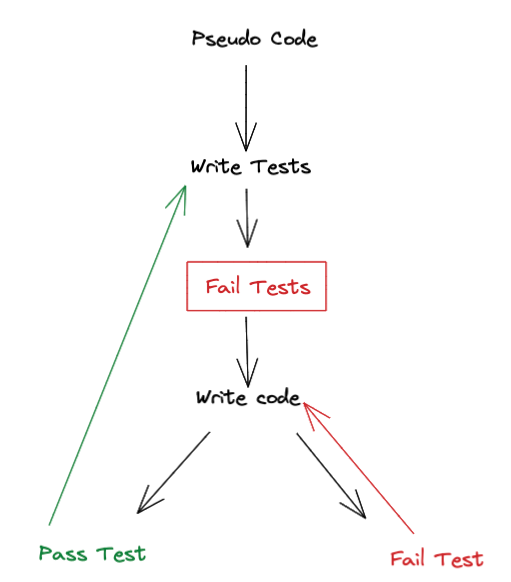 Pseudo Code
Write Tests
Fail Tests
Write code
Pass Test
Fail Test